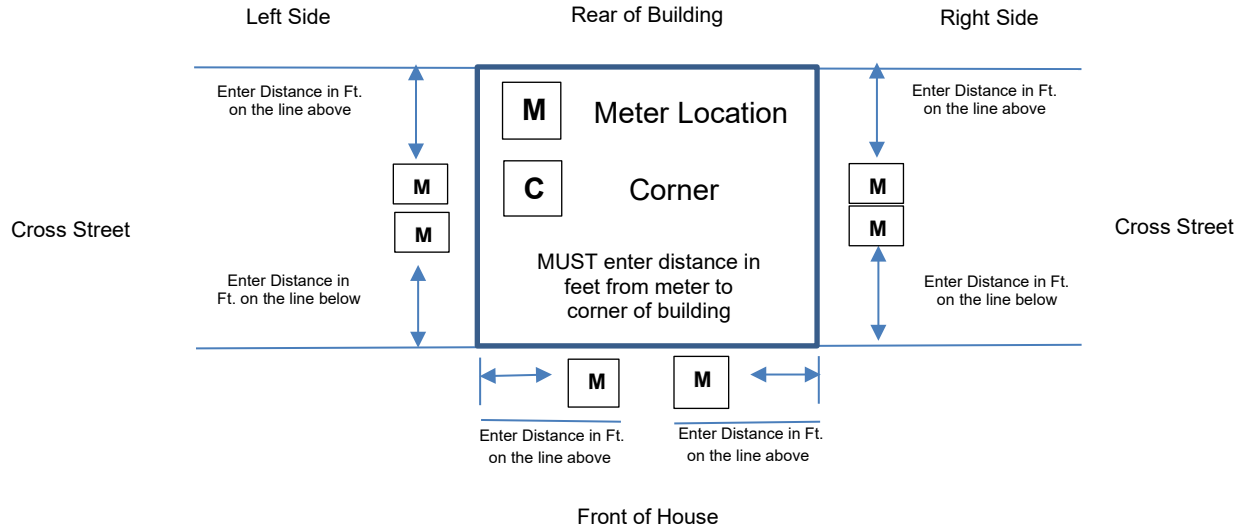 Left Side
Rear of Building
Right Side
Enter Distance in Ft.
on the line above
M
Meter Location
Enter Distance in Ft.
on the line above
M
C
Corner
M
Cross Street
M
M
Cross Street
MUST enter distance in
feet from meter to
corner of building
Enter Distance in
Ft. on the line below
Enter Distance in Ft.
on the line below
M
M
Enter Distance in Ft.
on the line above
Enter Distance in Ft.
on the line above
Front of House